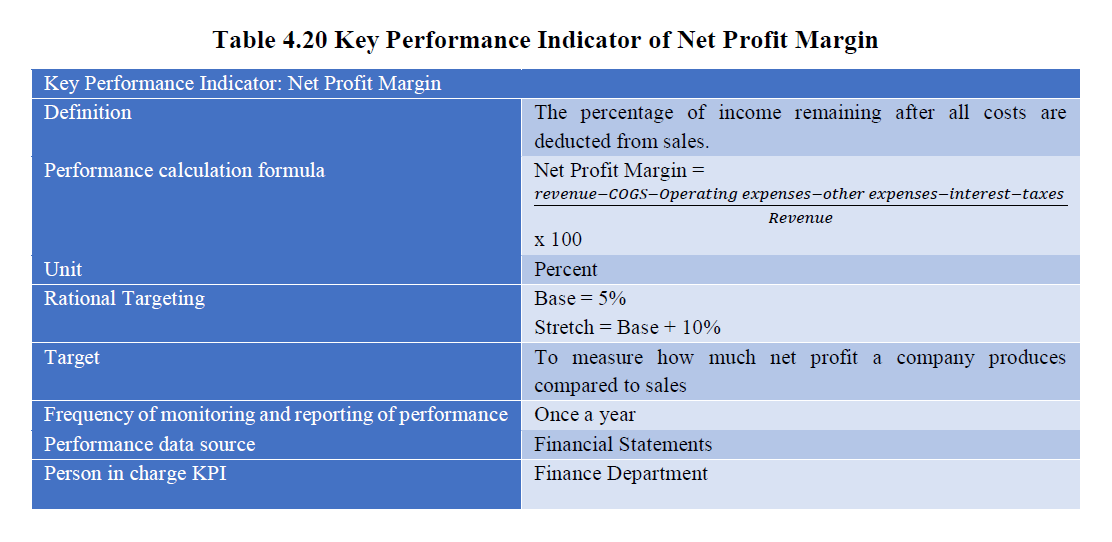 Table 4.20 Key Performance Indicator of Net Profit Margin
Key Performance Indicator: Net Profit Margin
Definition
The percentage of income remaining after all costs are
deducted from sales.
Performance calculation formula
Net Profit Margin =
revenue−COGS−Operating expenses−other expenses−interest−taxes
Revenue
x 100
Unit
Percent
Rational Targeting
Base = 5%
Stretch = Base + 10%
Target
To measure how much net profit a company produces
compared to sales
Frequency of monitoring and reporting of performance
Once a year
Performance data source
Financial Statements
Person in charge KPI
Finance Department